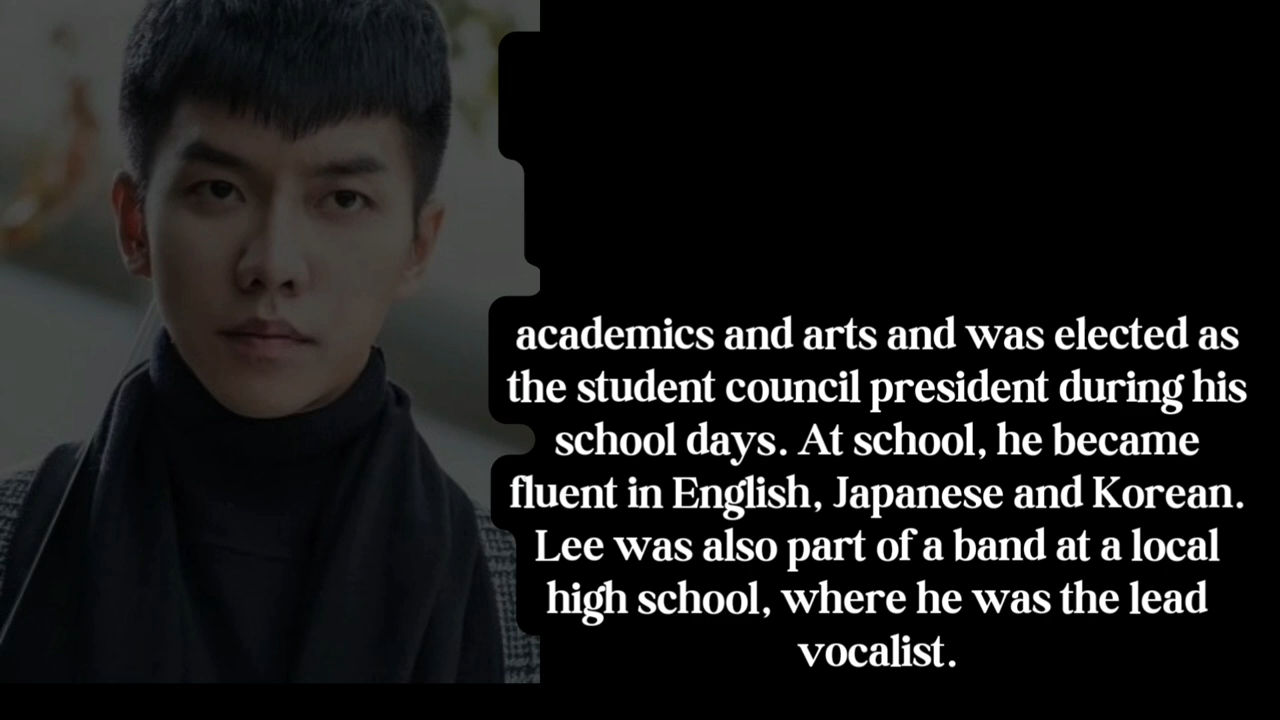 academics and arts and was elected as
the student council president during his
school days. At school, he became
fluent in English, Japanese and Korean.
Lee was also part of a band at a local
high school, where he was the lead
vocalist.